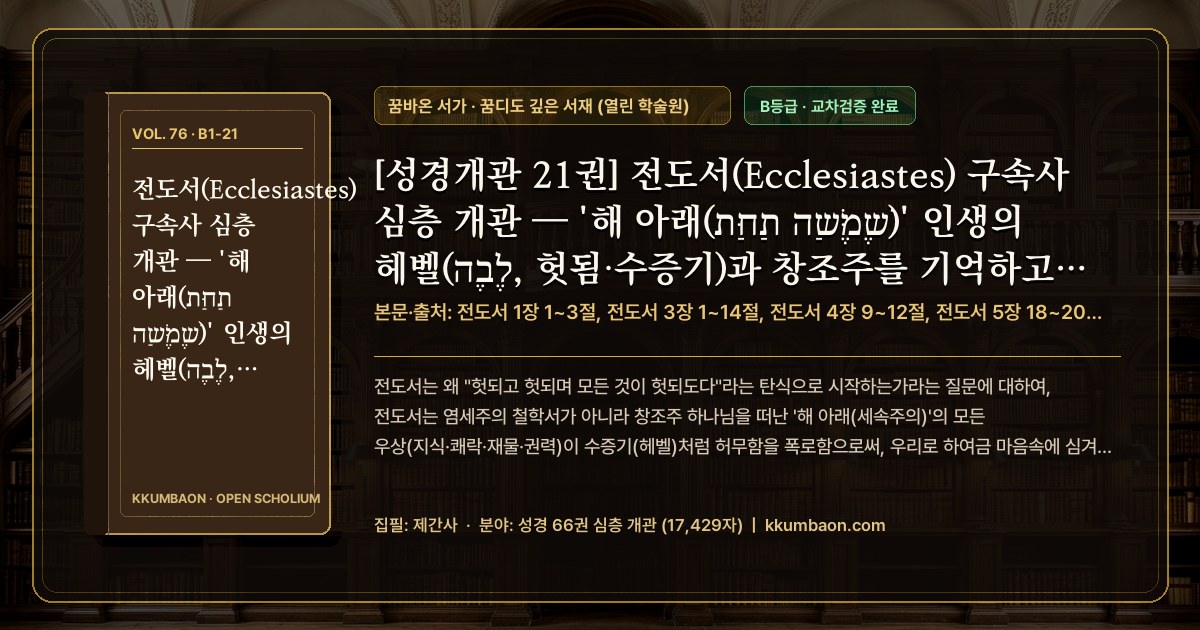 꿈바온 서가 · 꿈디도 깊은 서재 (열린 학술원)
B등급 · 교차검증 완료
VOL. 76 · B1-21
전도서(Ecclesiastes)
구속사 심층
개관 — '해
아래(תַּחַת
שֶׁמֶשַׁה)' 인생의
헤벨(לֶבֶה,…
KKUMBAON · OPEN SCHOLIUM
[성경개관 21권] 전도서(Ecclesiastes) 구속사
심층 개관 — '해 아래(שֶׁמֶשַׁה תַּחַת)' 인생의
헤벨(לֶבֶה, 헛됨·수증기)과 창조주를 기억하고…
본문·출처: 전도서 1장 1~3절, 전도서 3장 1~14절, 전도서 4장 9~12절, 전도서 5장 18~20...
전도서는 왜 "헛되고 헛되며 모든 것이 헛되도다"라는 탄식으로 시작하는가라는 질문에 대하여,
전도서는 염세주의 철학서가 아니라 창조주 하나님을 떠난 '해 아래(세속주의)'의 모든
우상(지식·쾌락·재물·권력)이 수증기(헤벨)처럼 허무함을 폭로함으로써, 우리로 하여금 마음속에 심겨...
집필: 제간사 · 분야: 성경 66권 심층 개관 (17,429자) | kkumbaon.com